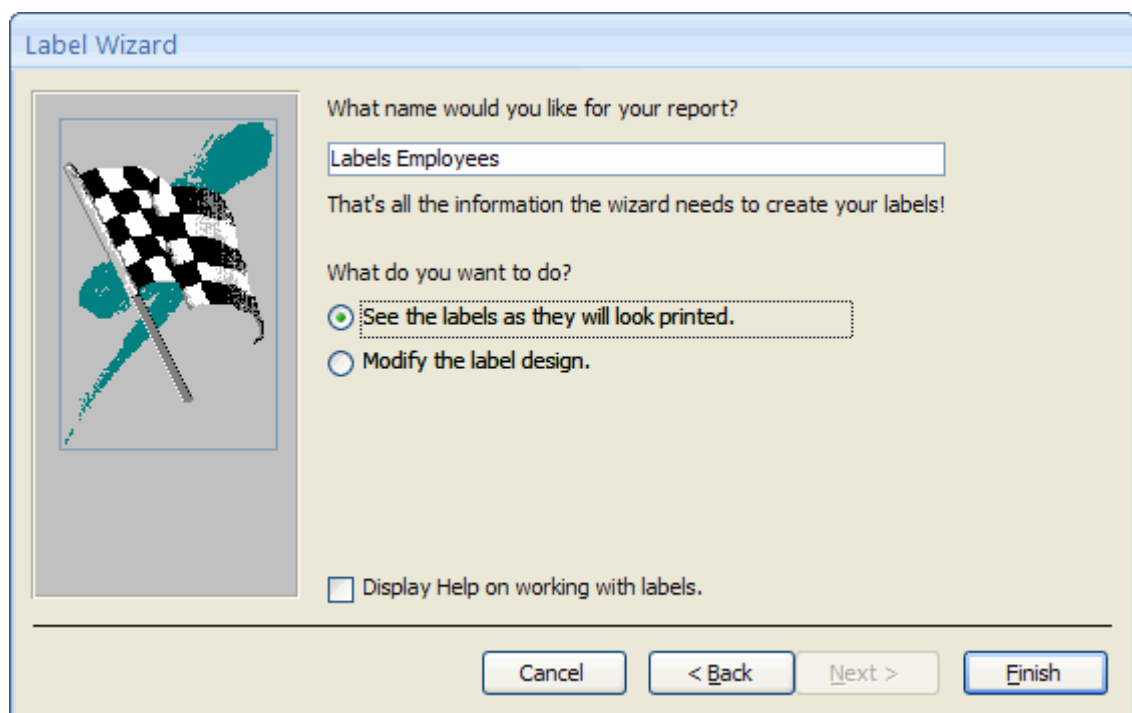 Label Wizard
What name would you like for your report?
Labels Employees
That's all the information the wizard needs to create your labels!
What do you want to do?
See the labels as they will look printed.
Modify the label design.
Display Help on working with labels.
Cancel
< Back
Next >
Finish